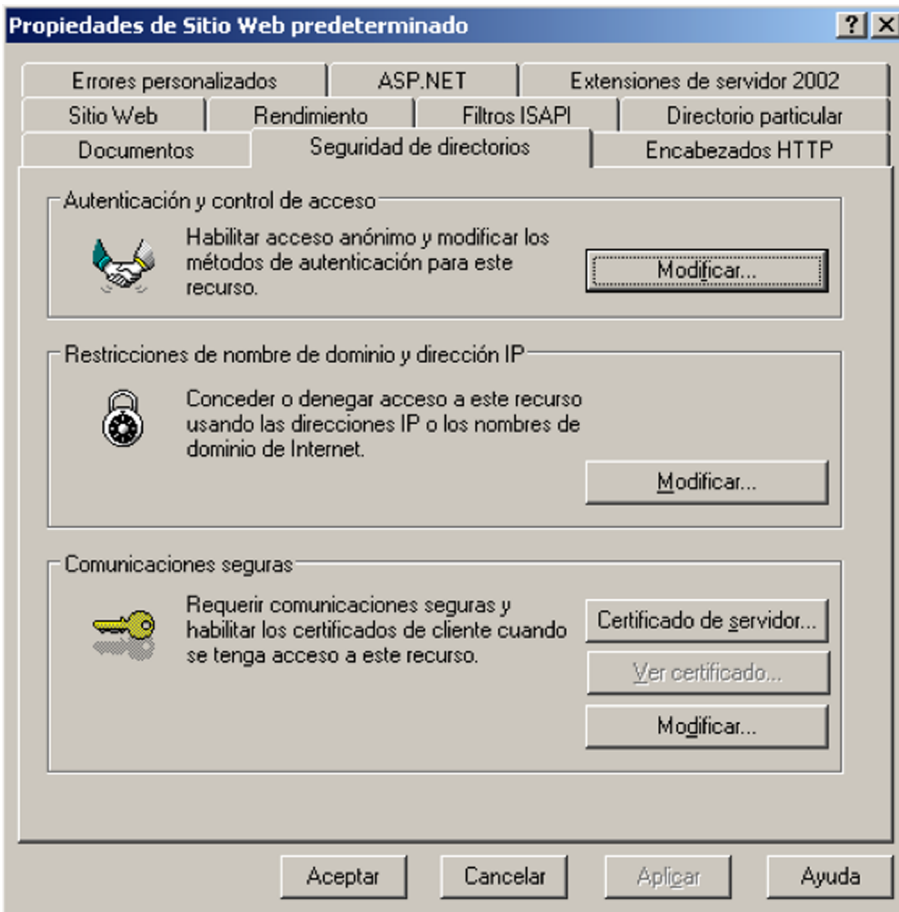 Propiedades de Sitio Web predeterminado
Errores personalizados
ASP.NET
Extensiones de servidor 2002
Sitio Web
Rendimiento
Filtros ISAPI
Directorio particular
Documentos
Seguridad de directorios
Encabezados HTTP
Autenticación y control de acceso
Habilitar acceso anónimo y modificar los
métodos de autenticación para este
recurso.
Modificar...
Restricciones de nombre de dominio y dirección IP
Conceder o denegar acceso a este recurso
usando las direcciones IP o los nombres de
dominio de Internet.
Modificar...
Comunicaciones seguras
Requerir comunicaciones seguras y
habilitar los certificados de cliente cuando
se tenga acceso a este recurso.
Certificado de servidor...
Ver certificado...
Modificar...
Aceptar
Cancelar
Aplicar
Ayuda